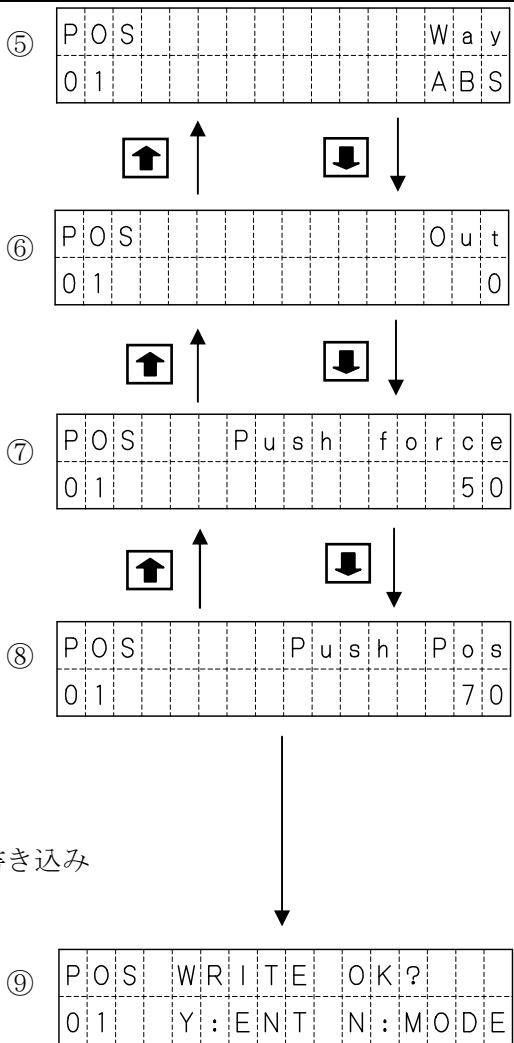 ⑤ POS Way
01 ABS
⑥ POS Out
01 0
⑦ POS Push force
01 50
⑧ POS Push Pos
01 70
き込み
⑨ POS WRITE OK?
01 Y:ENT N:MODE